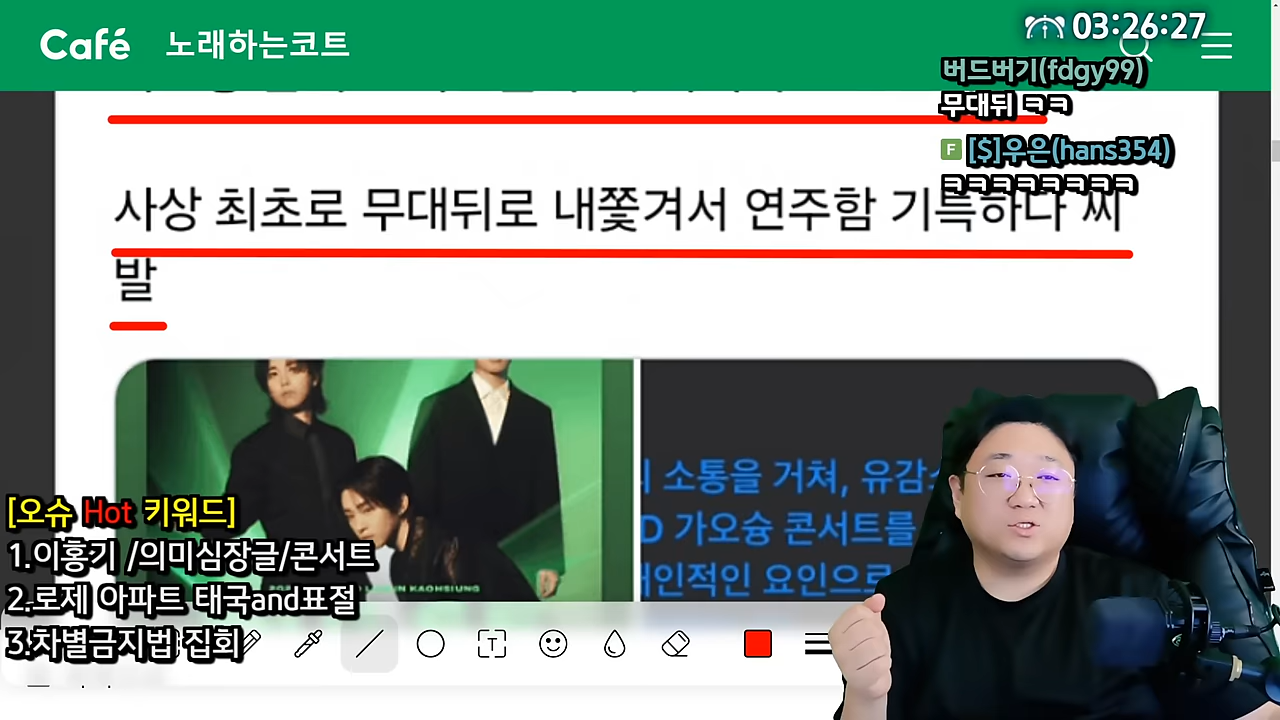 Café 노래하는코트
03:26:27
버드버기(fdgy99)
무대뒤 ㅋㅋ
F [$]우은(hans354)
ㅋㅋㅋㅋㅋㅋㅋㅋ
사상 최초로 무대뒤로 내쫓겨서 연주함 기특하다 씨
발
소통을 거쳐, 유감
D 가오슝 콘서트를
개인적인 요인으로
KAOHSIUNG
[오슈 Hot 키워드]
1.이홍기 /의미심장글/콘서트
2.로제 아파트 태국and표절
3.차별금지법 집회
T